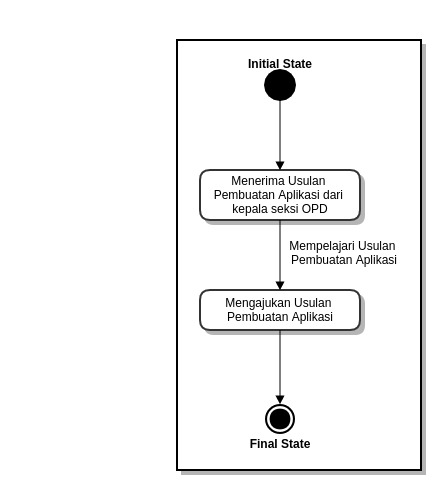 Initial State
Menerima Usulan
Pembuatan Aplikasi dari
kepala seksi OPD
Mempelajari Usulan
Pembuatan Aplikasi
Mengajukan Usulan
Pembuatan Aplikasi
Final State